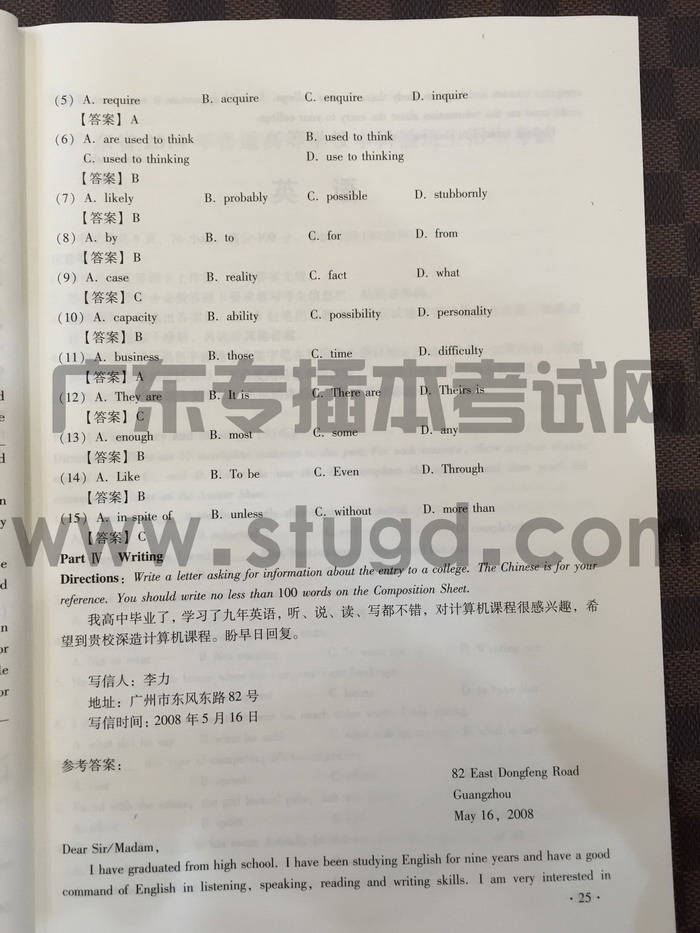 (5) A. require B. acquire C. enquire D. inquire
【答案】 A
(6) A. are used to think B. used to think
C. used to thinking D. use to thinking
【答案】 B
(7) A. likely B. probably C. possible D. stubbornly
【答案】 B
(8) A. by B. to C. for D. from
【答案】 B
(9) A. case B. reality C. fact D. what
【答案】 C
(10) A. capacity B. ability C. possibility D. personality
【答案】 B
(11) A. business B. those C. time D. difficulty
【答案】 A
(12) A. They are B. It is C. There are D. Theirs is
【答案】 C
(13) A. enough B. most C. some D. any
【答案】 B
(14) A. Like B. To be C. Even D. Through
【答案】 B
(15) A. in spite of B. unless C. without D. more than
【答案】 C
广东专插本考试网
www.stugd.com
Part Ⅳ Writing
Directions: Write a letter asking for information about the entry to a college. The Chinese is for your
reference. You should write no less than 100 words on the Composition Sheet.
我高中毕业了，学习了九年英语，听、说、读、写都不错，对计算机课程很感兴趣，希
望到贵校深造计算机课程。盼早日回复。
写信人：李力
地址：广州市东风东路 82 号
写信时间：2008 年 5 月 16 日
参考答案：
82 East Dongfeng Road
Guangzhou
May 16, 2008
Dear Sir/Madam,
I have graduated from high school. I have been studying English for nine years and have a good
command of English in listening, speaking, reading and writing skills. I am very interested in
· 25 ·